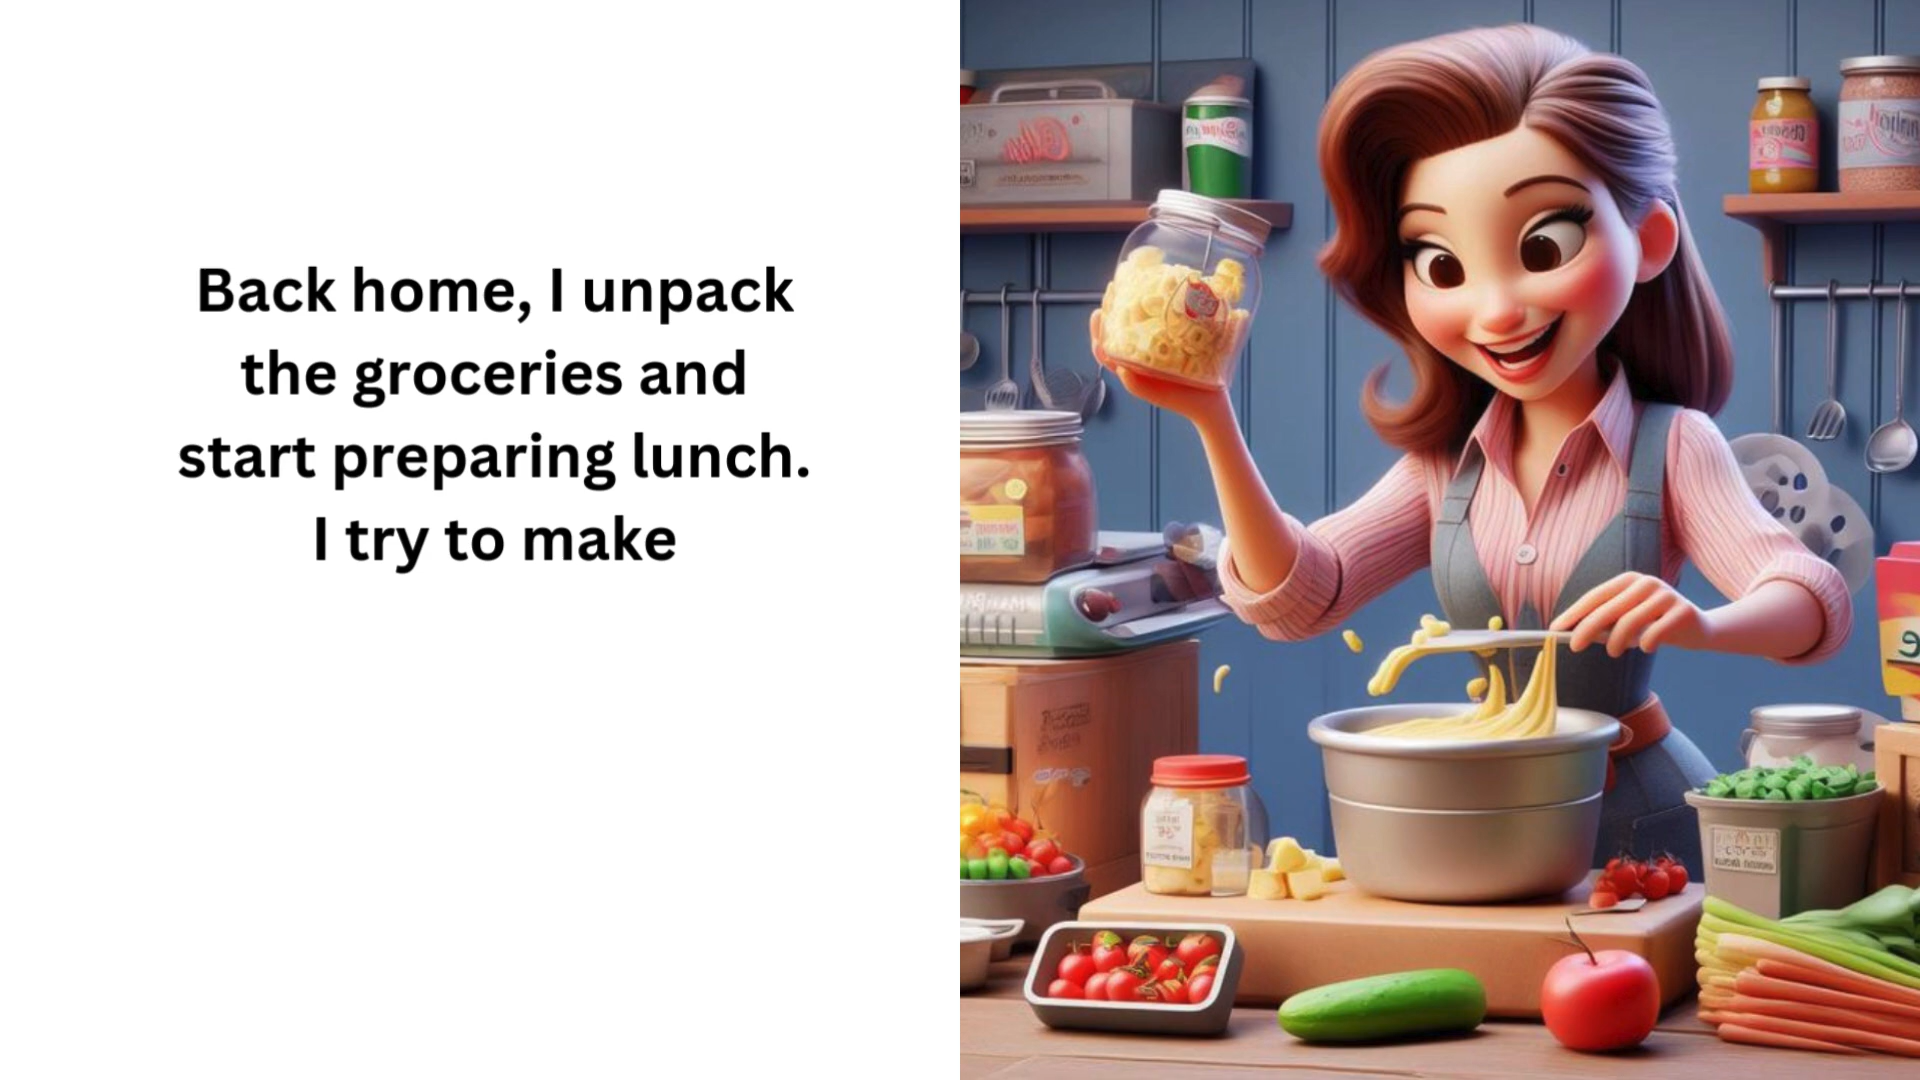 Back home, I unpack
the groceries and
start preparing lunch.
I try to make